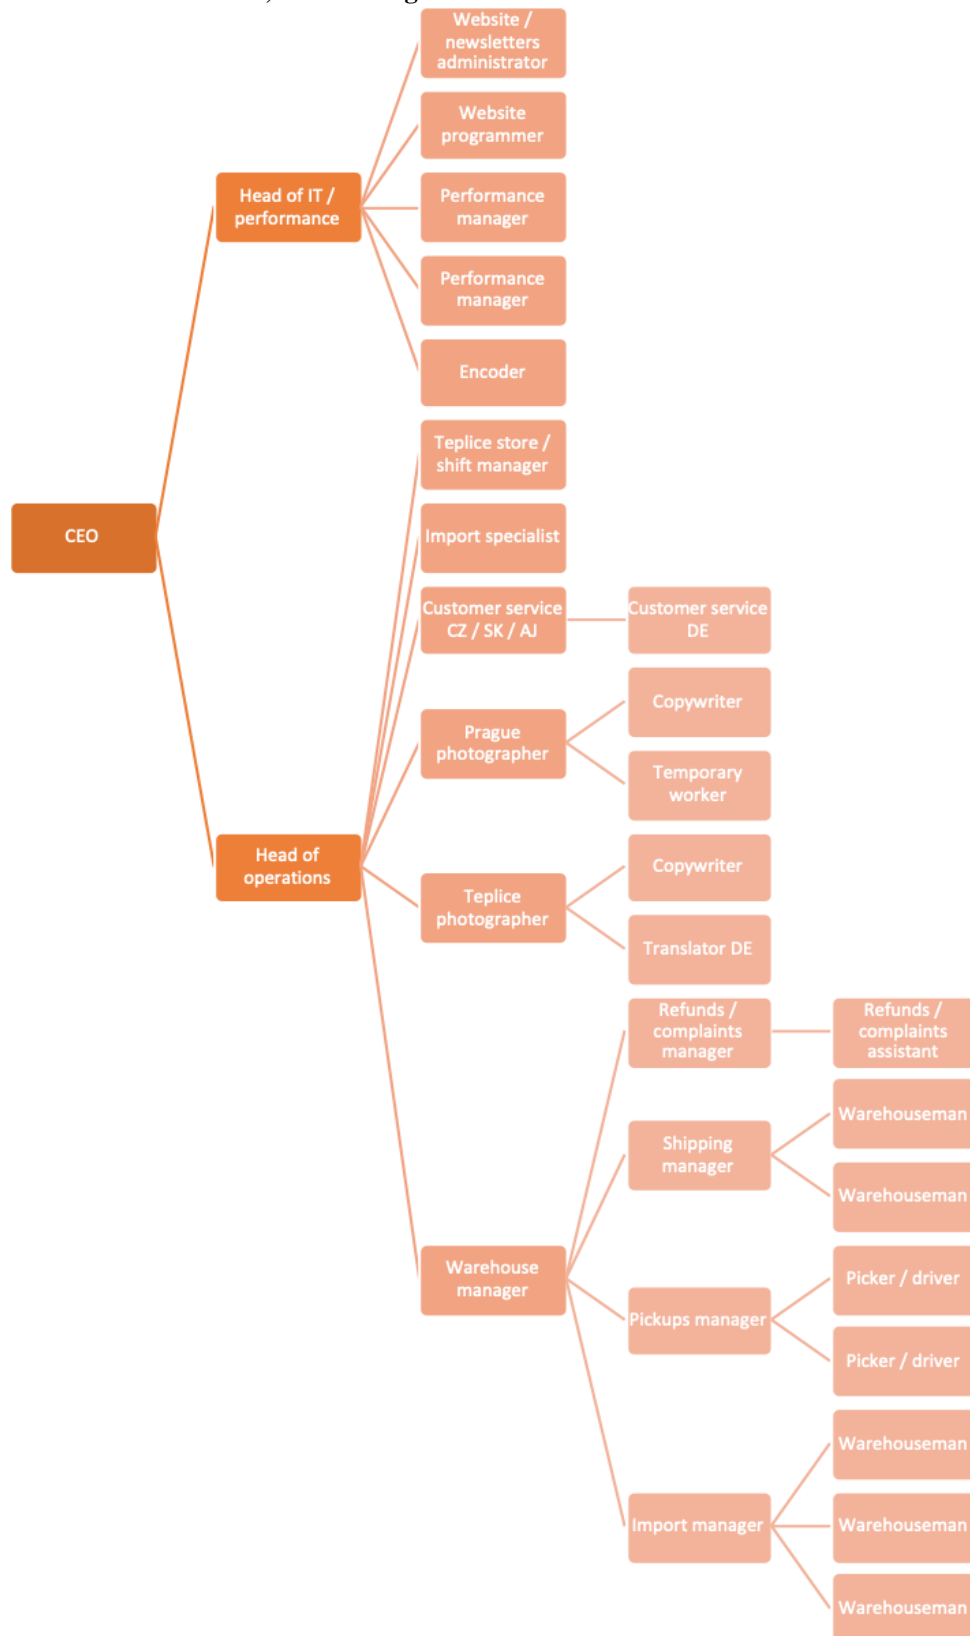 Website /
newsletters
administrator
Website
programmer
Head of IT /
performance
Performance
manager
Performance
manager
Encoder
Teplice store /
shift manager
CEO
Import specialist
Customer service
CZ / SK / AJ
Customer service
DE
Copywriter
Prague
photographer
Temporary
worker
Head of
operations
Copywriter
Teplice
photographer
Translator DE
Refunds /
complaints
manager
Refunds /
complaints
assistant
Warehouseman
Shipping
manager
Warehouseman
Warehouse
manager
Picker / driver
Pickups manager
Picker / driver
Warehouseman
Import manager
Warehouseman
Warehouseman